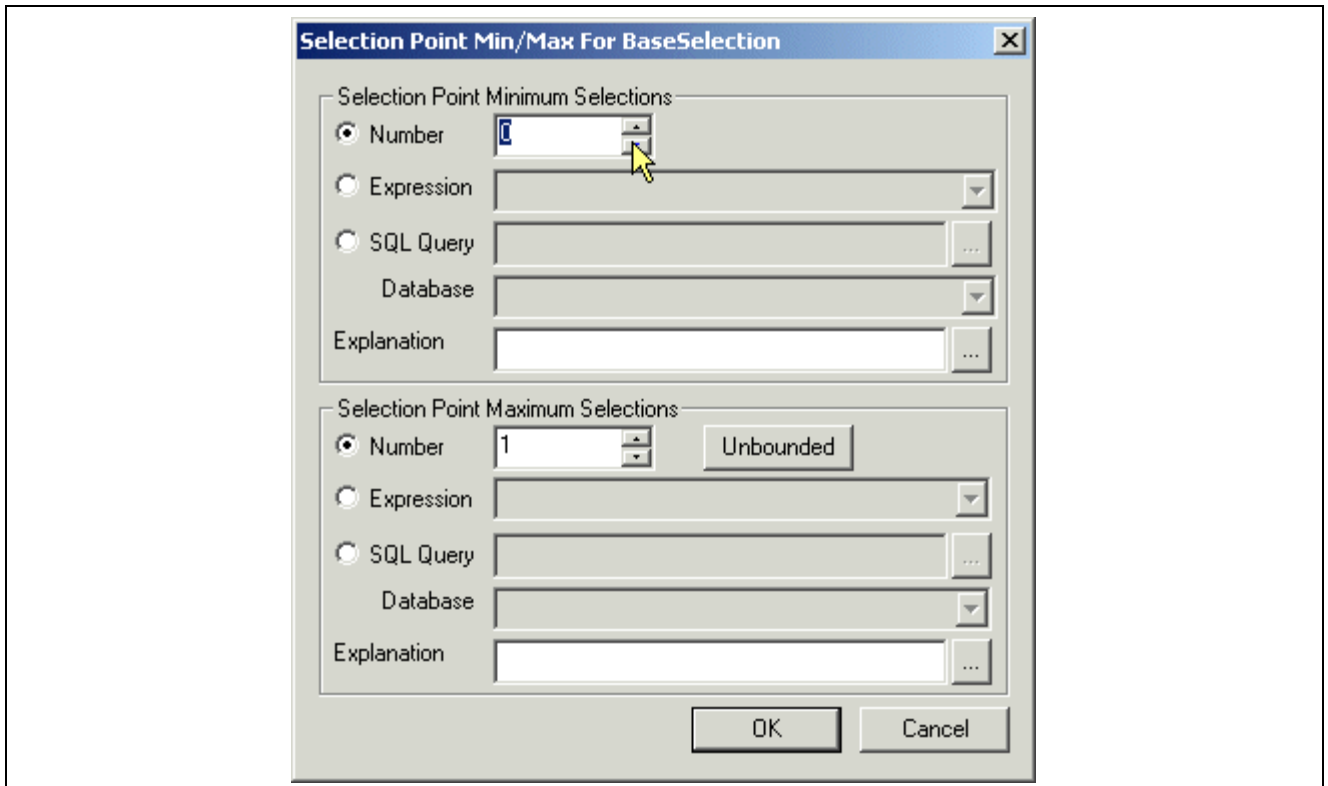 Selection Point Min/Max For BaseSelection
Selection Point Minimum Selections
Number 0
Expression
SQL Query ...
Database
Explanation ...
Selection Point Maximum Selections
Number 1 Unbounded
Expression
SQL Query ...
Database
Explanation ...
OK Cancel